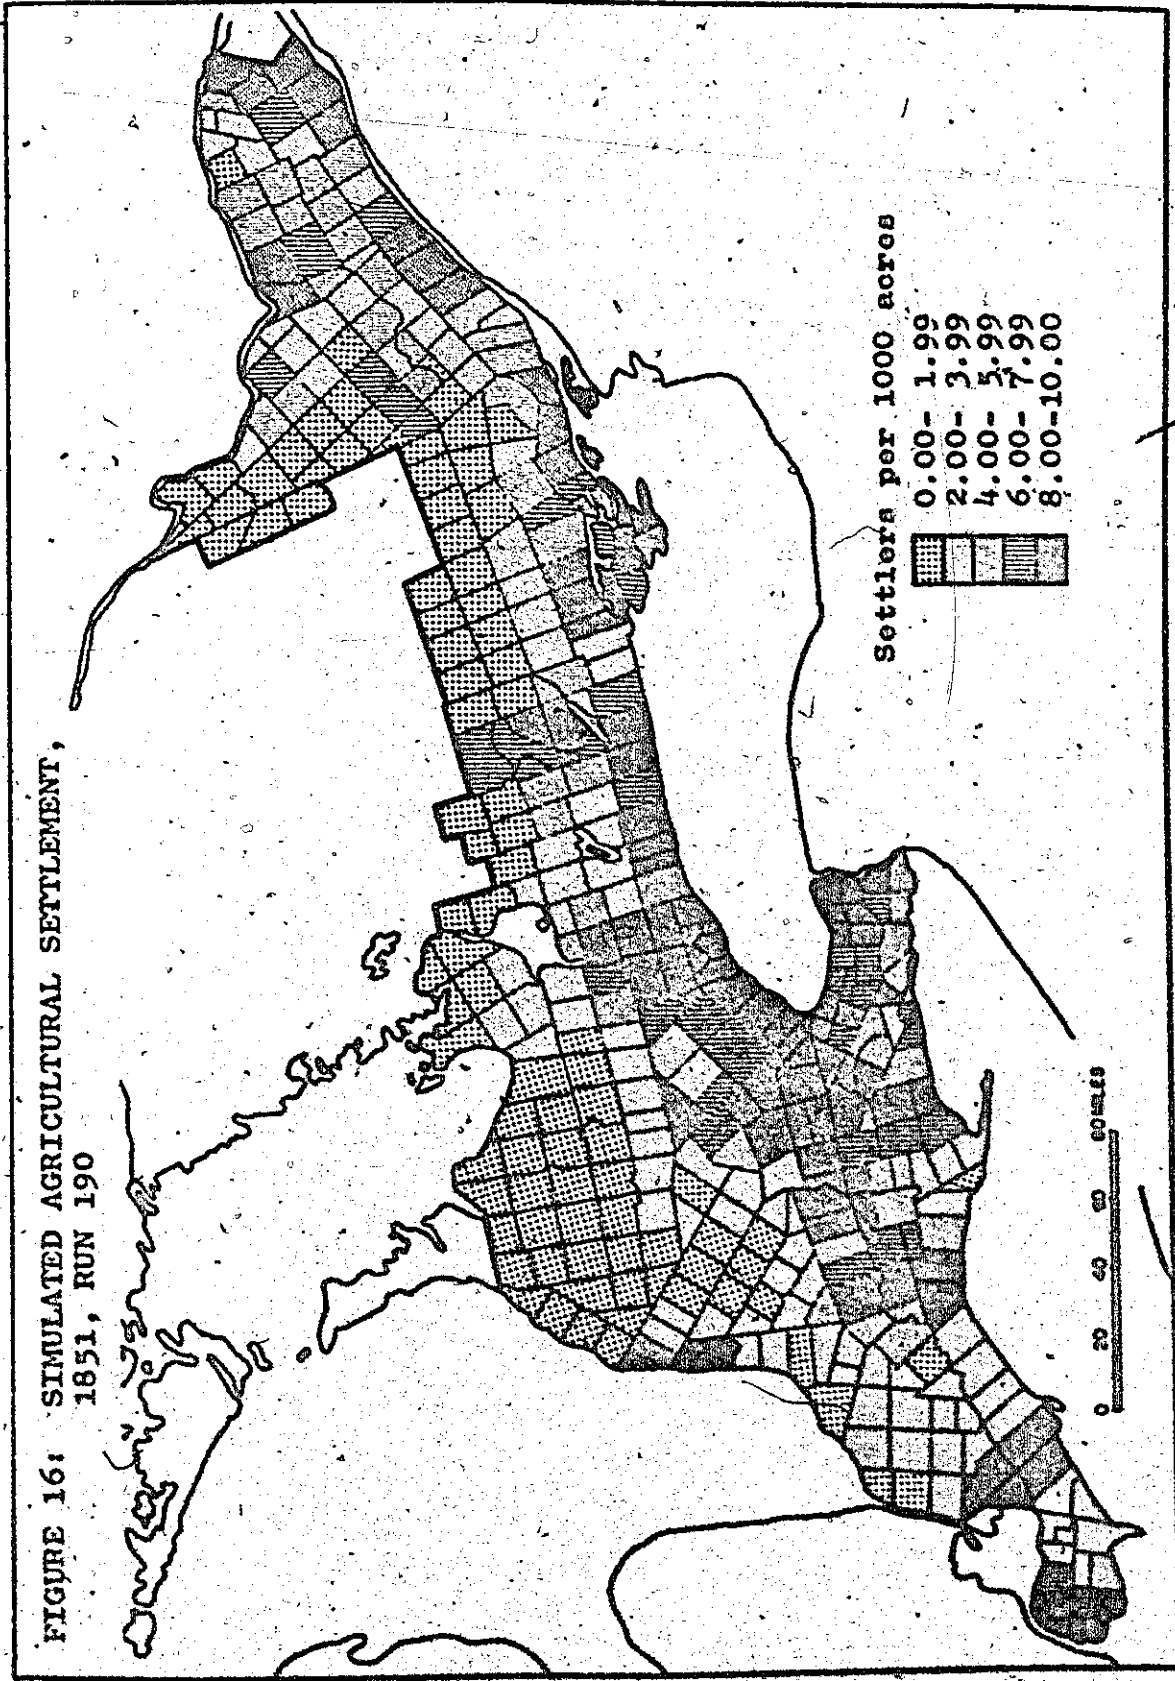 FIGURE 16: SIMULATED AGRICULTURAL SETTLEMENT,
1851, RUN 190
Settlers per 1000 acres
0.00- 1.99
2.00- 3.99
4.00- 5.99
6.00- 7.99
8.00-10.00
0 20 40 60 80 MILES